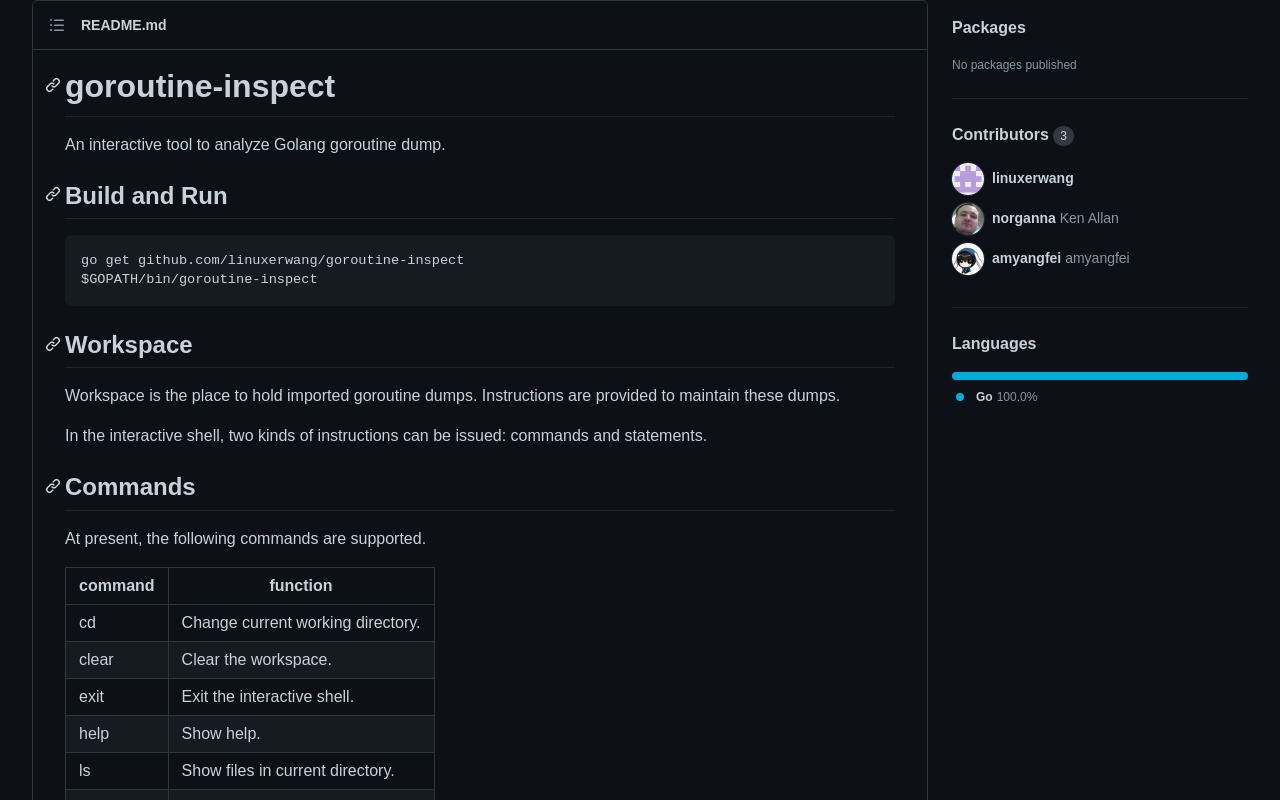 README.md
goroutine-inspect
An interactive tool to analyze Golang goroutine dump.
Build and Run
go get github.com/linuxerwang/goroutine-inspect
$GOPATH/bin/goroutine-inspect
Workspace
Workspace is the place to hold imported goroutine dumps. Instructions are provided to maintain these dumps.
In the interactive shell, two kinds of instructions can be issued: commands and statements.
Commands
At present, the following commands are supported.
command function
cd Change current working directory.
clear Clear the workspace.
exit Exit the interactive shell.
help Show help.
ls Show files in current directory.
Packages
No packages published
Contributors 3
linuxerwang
norganna Ken Allan
amyangfei amyangfei
Languages
Go 100.0%